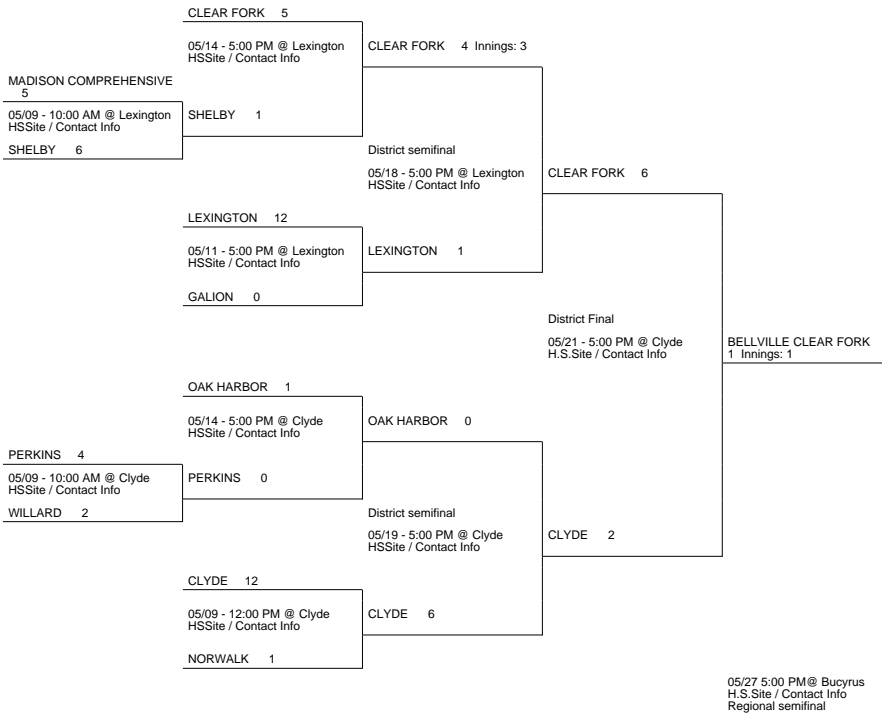 CLEAR FORK 5
05/14 - 5:00 PM @ Lexington
HSSite / Contact Info
CLEAR FORK 4 Innings: 3
MADISON COMPREHENSIVE
5
05/09 - 10:00 AM @ Lexington
HSSite / Contact Info
SHELBY 1
SHELBY 6
District semifinal
05/18 - 5:00 PM @ Lexington
HSSite / Contact Info
CLEAR FORK 6
LEXINGTON 12
05/11 - 5:00 PM @ Lexington
HSSite / Contact Info
LEXINGTON 1
GALION 0
District Final
05/21 - 5:00 PM @ Clyde
H.S.Site / Contact Info
BELLVILLE CLEAR FORK
1 Innings: 1
OAK HARBOR 1
05/14 - 5:00 PM @ Clyde
HSSite / Contact Info
OAK HARBOR 0
PERKINS 4
05/09 - 10:00 AM @ Clyde
HSSite / Contact Info
PERKINS 0
WILLARD 2
District semifinal
05/19 - 5:00 PM @ Clyde
HSSite / Contact Info
CLYDE 2
CLYDE 12
05/09 - 12:00 PM @ Clyde
HSSite / Contact Info
CLYDE 6
NORWALK 1
05/27 5:00 PM@ Bucyrus
H.S.Site / Contact Info
Regional semifinal